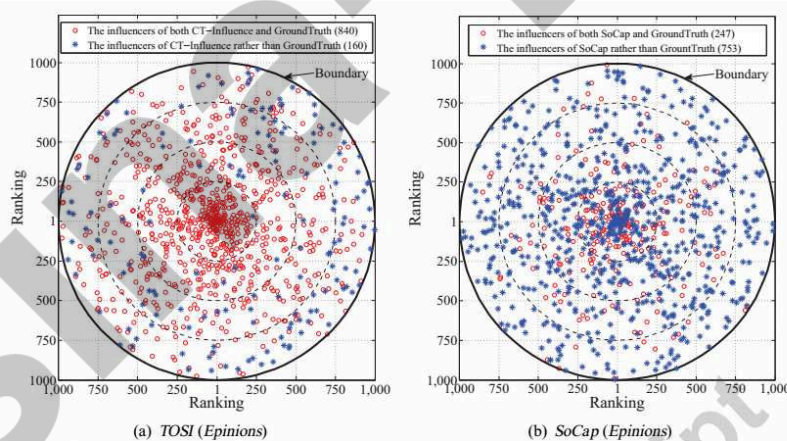 The influencers of both CT-Influence and GroundTruth (840)
The influencers of CT-Influence rather than GroundTruth (160)
Boundary
1000
750
500
250
1
250
500
750
1000
Ranking
1,000 750 500 250 1 250 500 750 1,000
Ranking
(a) TOSI (Epinions)
The influencers of both SoCap and GroundTruth (247)
The influencers of SoCap rather than GrountTruth (753)
Boundary
1000
750
500
250
1
250
500
750
1,000
Ranking
1,000 750 500 250 1 250 500 750 1,000
Ranking
(b) SoCap (Epinions)